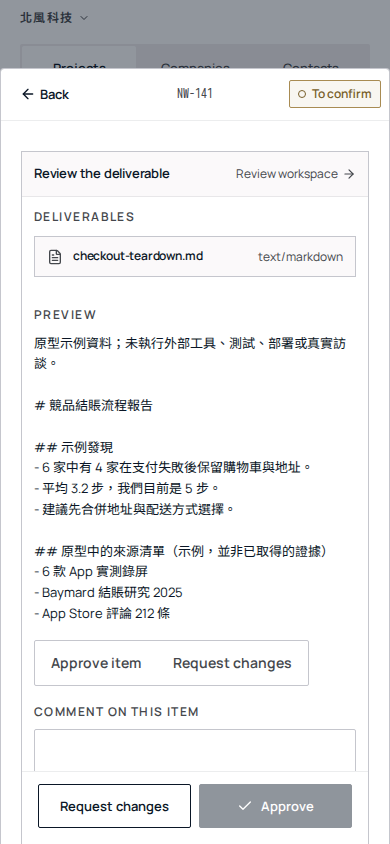 北風科技
Projects Companies Contacts
Back NW-141 To confirm
Review the deliverable Review workspace
DELIVERABLES
checkout-teardown.md text/markdown
PREVIEW
原型示例資料；未執行外部工具、測試、部署或真實訪
談。
# 競品結賬流程報告
## 示例發現
- 6 家中有 4 家在支付失敗後保留購物車與地址。
- 平均 3.2 步，我們目前是 5 步。
- 建議先合併地址與配送方式選擇。
## 原型中的來源清單（示例，並非已取得的證據）
- 6 款 App 實測錄屏
- Baymard 結賬研究 2025
- App Store 評論 212 條
Approve item Request changes
COMMENT ON THIS ITEM
Request changes Approve